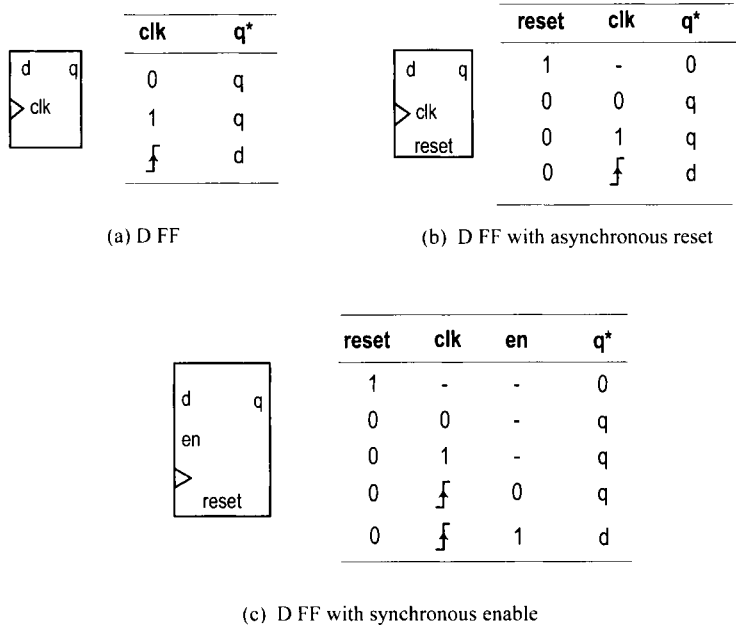 clk q*
d q
clk
0 q
1 q
d
(a) D FF
reset clk q*
d q
clk
reset
1 - 0
0 0 q
0 1 q
0 d
(b) D FF with asynchronous reset
reset clk en q*
d q
en
reset
1 - - 0
0 0 - q
0 1 - q
0 0 q
0 1 d
(c) D FF with synchronous enable